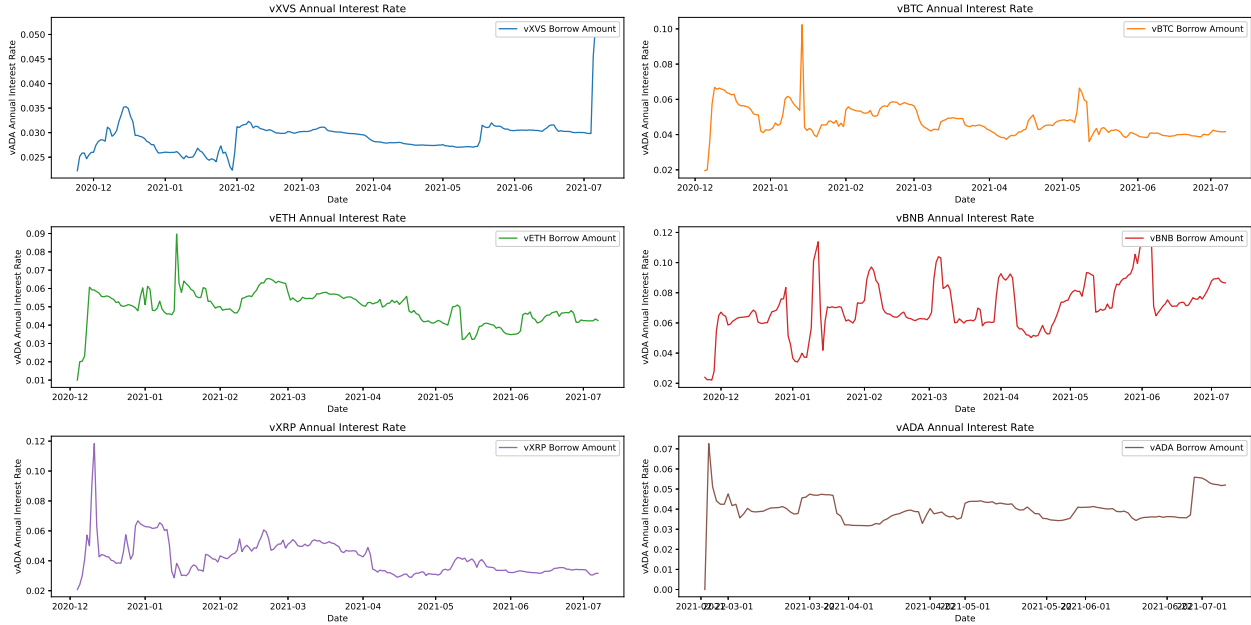 vXVS Annual Interest Rate
vXVS Borrow Amount
vADA Annual Interest Rate
0.050
0.045
0.040
0.035
0.030
0.025
2020-12 2021-01 2021-02 2021-03 2021-04 2021-05 2021-06 2021-07
Date
vBTC Annual Interest Rate
vBTC Borrow Amount
vADA Annual Interest Rate
0.10
0.08
0.06
0.04
0.02
2020-12 2021-01 2021-02 2021-03 2021-04 2021-05 2021-06 2021-07
Date
vETH Annual Interest Rate
vETH Borrow Amount
vADA Annual Interest Rate
0.09
0.08
0.07
0.06
0.05
0.04
0.03
0.02
0.01
2020-12 2021-01 2021-02 2021-03 2021-04 2021-05 2021-06 2021-07
Date
vBNB Annual Interest Rate
vBNB Borrow Amount
vADA Annual Interest Rate
0.12
0.10
0.08
0.06
0.04
0.02
2020-12 2021-01 2021-02 2021-03 2021-04 2021-05 2021-06 2021-07
Date
vXRP Annual Interest Rate
vXRP Borrow Amount
vADA Annual Interest Rate
0.12
0.10
0.08
0.06
0.04
0.02
2020-12 2021-01 2021-02 2021-03 2021-04 2021-05 2021-06 2021-07
Date
vADA Annual Interest Rate
vADA Borrow Amount
vADA Annual Interest Rate
0.07
0.06
0.05
0.04
0.03
0.02
0.01
0.00
2021-03-01 2021-04-01 2021-05-01 2021-06-01 2021-07-01
Date